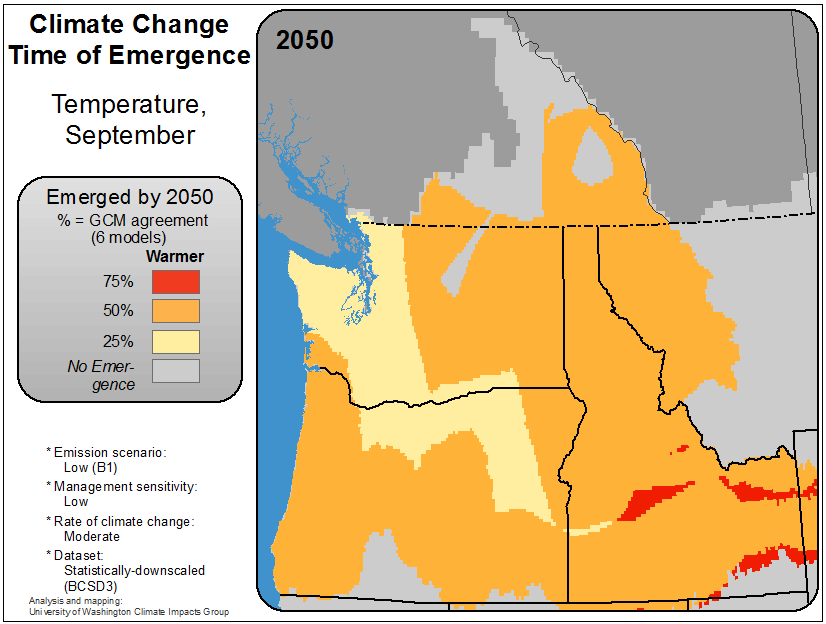 Climate Change
Time of Emergence
Temperature,
September
2050
Emerged by 2050
% = GCM agreement
(6 models)
Warmer
75%
50%
25%
No Emer-
gence
* Emission scenario:
Low (B1)
* Management sensitivity:
Low
* Rate of climate change:
Moderate
* Dataset:
Statistically-downscaled
(BCSD3)
Analysis and mapping:
University of Washington Climate Impacts Group